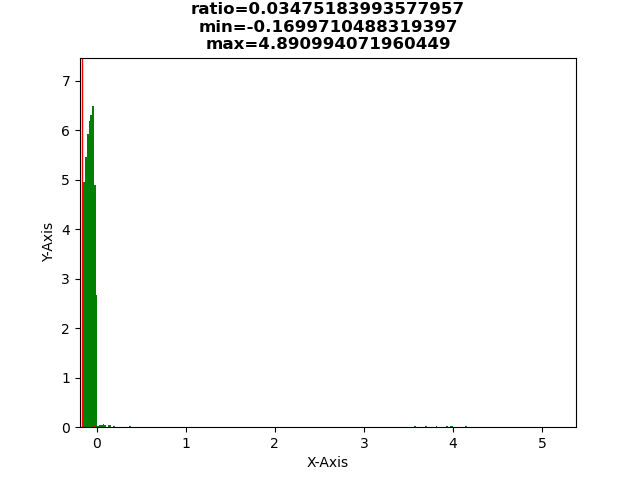 ratio=0.03475183993577957
min=-0.1699710488319397
max=4.890994071960449
7
6
5
4
3
2
1
0
Y-Axis
0 1 2 3 4 5
X-Axis